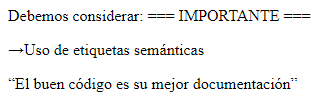 Debemos considerar: === IMPORTANTE ===
→Uso de etiquetas semánticas
“El buen código es su mejor documentación”